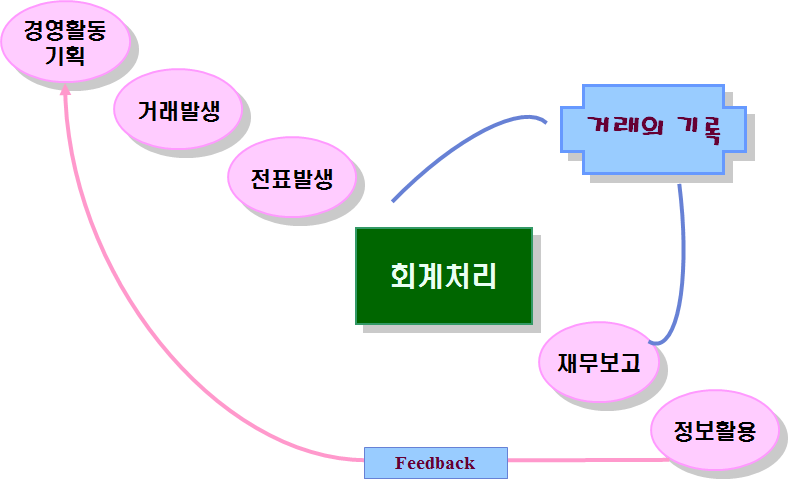 경영활동
기획
거래발생
거래의 기록
전표발생
회계처리
재무보고
정보활용
Feedback